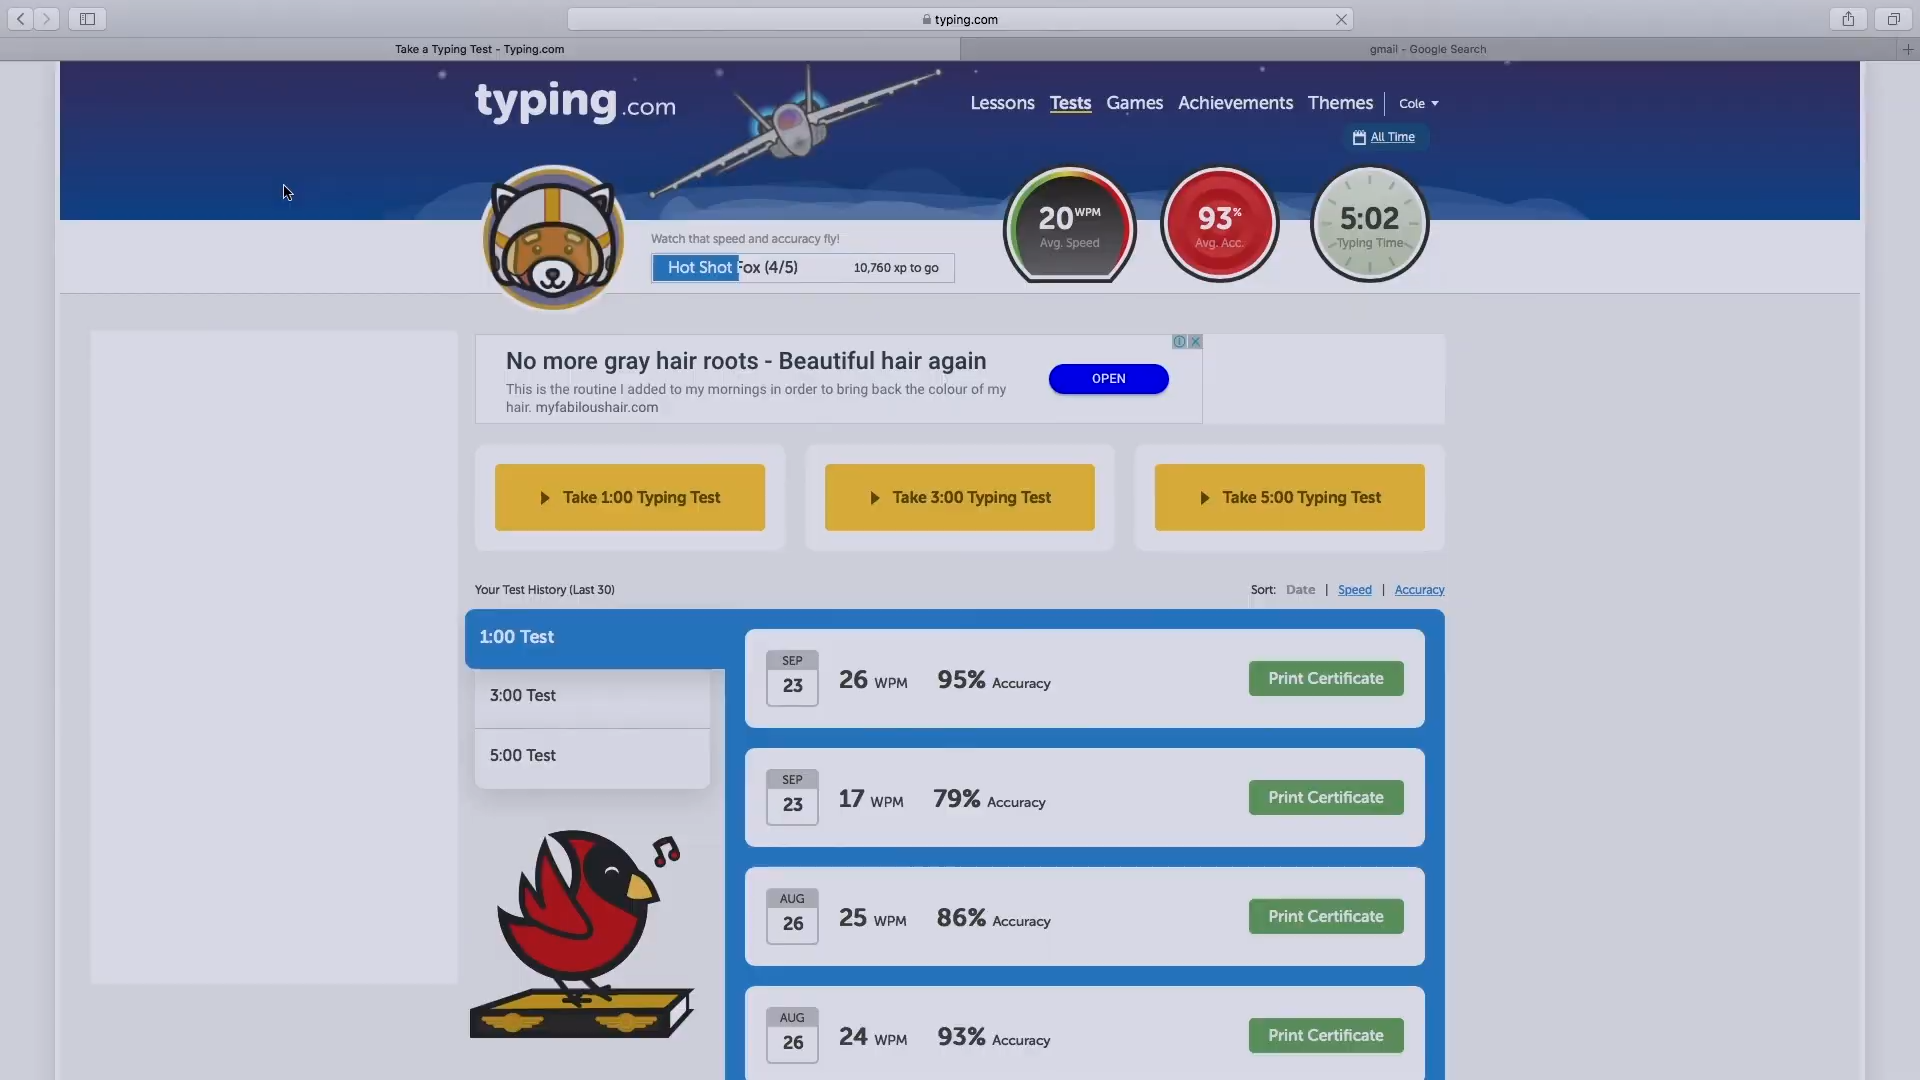 typing.com
Take a Typing Test - Typing.com
gmail - Google Search
typing.com
Lessons Tests Games Achievements Themes Cole
All Time
Watch that speed and accuracy fly!
Hot Shot Fox (4/5) 10,760 xp to go
20 WPM
Avg. Speed
93%
Avg. Acc.
5:02
Typing Time
No more gray hair roots - Beautiful hair again
This is the routine I added to my mornings in order to bring back the colour of my
hair. myfabiloushair.com
OPEN
Take 1:00 Typing Test
Take 3:00 Typing Test
Take 5:00 Typing Test
Your Test History (Last 30)
Sort: Date | Speed | Accuracy
1:00 Test
3:00 Test
5:00 Test
SEP
23
26 WPM 95% Accuracy
Print Certificate
SEP
23
17 WPM 79% Accuracy
Print Certificate
AUG
26
25 WPM 86% Accuracy
Print Certificate
AUG
26
24 WPM 93% Accuracy
Print Certificate